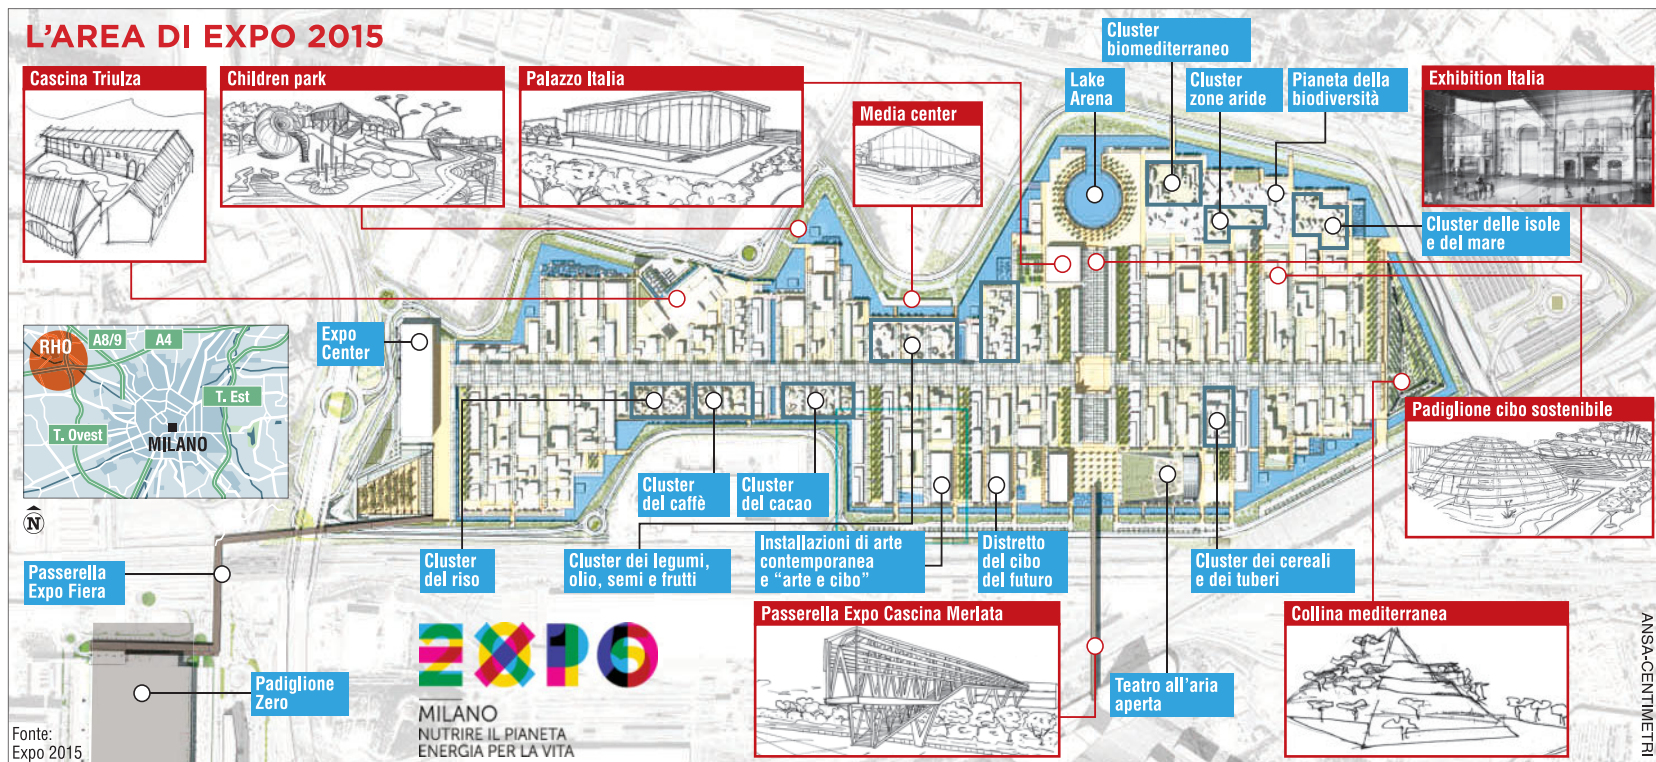 L'AREA DI EXPO 2015
Cascina Triulza
Children park
Palazzo Italia
Media center
Cluster
biomediterraneo
Lake
Arena
Cluster
zone aride
Pianeta della
biodiversità
Exhibition Italia
Cluster delle isole
e del mare
Expo
Center
RHO
A8/9
A4
T. Est
T. Ovest
MILANO
N
Padiglione cibo sostenibile
Cluster
del caffè
Cluster
del cacao
Cluster
del riso
Cluster dei legumi,
olio, semi e frutti
Installazioni di arte
contemporanea
e “arte e cibo”
Distretto
del cibo
del futuro
Cluster dei cereali
e dei tuberi
Passerella
Expo Fiera
Padiglione
Zero
EXPO
2015
MILANO
NUTRIRE IL PIANETA
ENERGIA PER LA VITA
Passerella Expo Cascina Merlata
Teatro all'aria
aperta
Collina mediterranea
Fonte:
Expo 2015
ANSA-CENTIMETRI